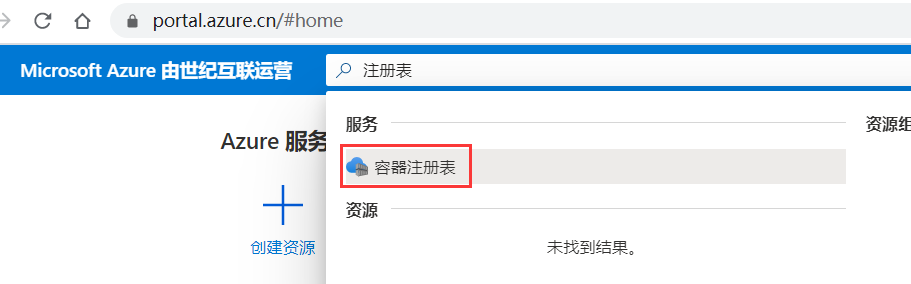 portal.azure.cn/#home
Microsoft Azure 由世纪互联运营
注册表
服务
资源组
Azure 服务
容器注册表
资源
创建资源
未找到结果。